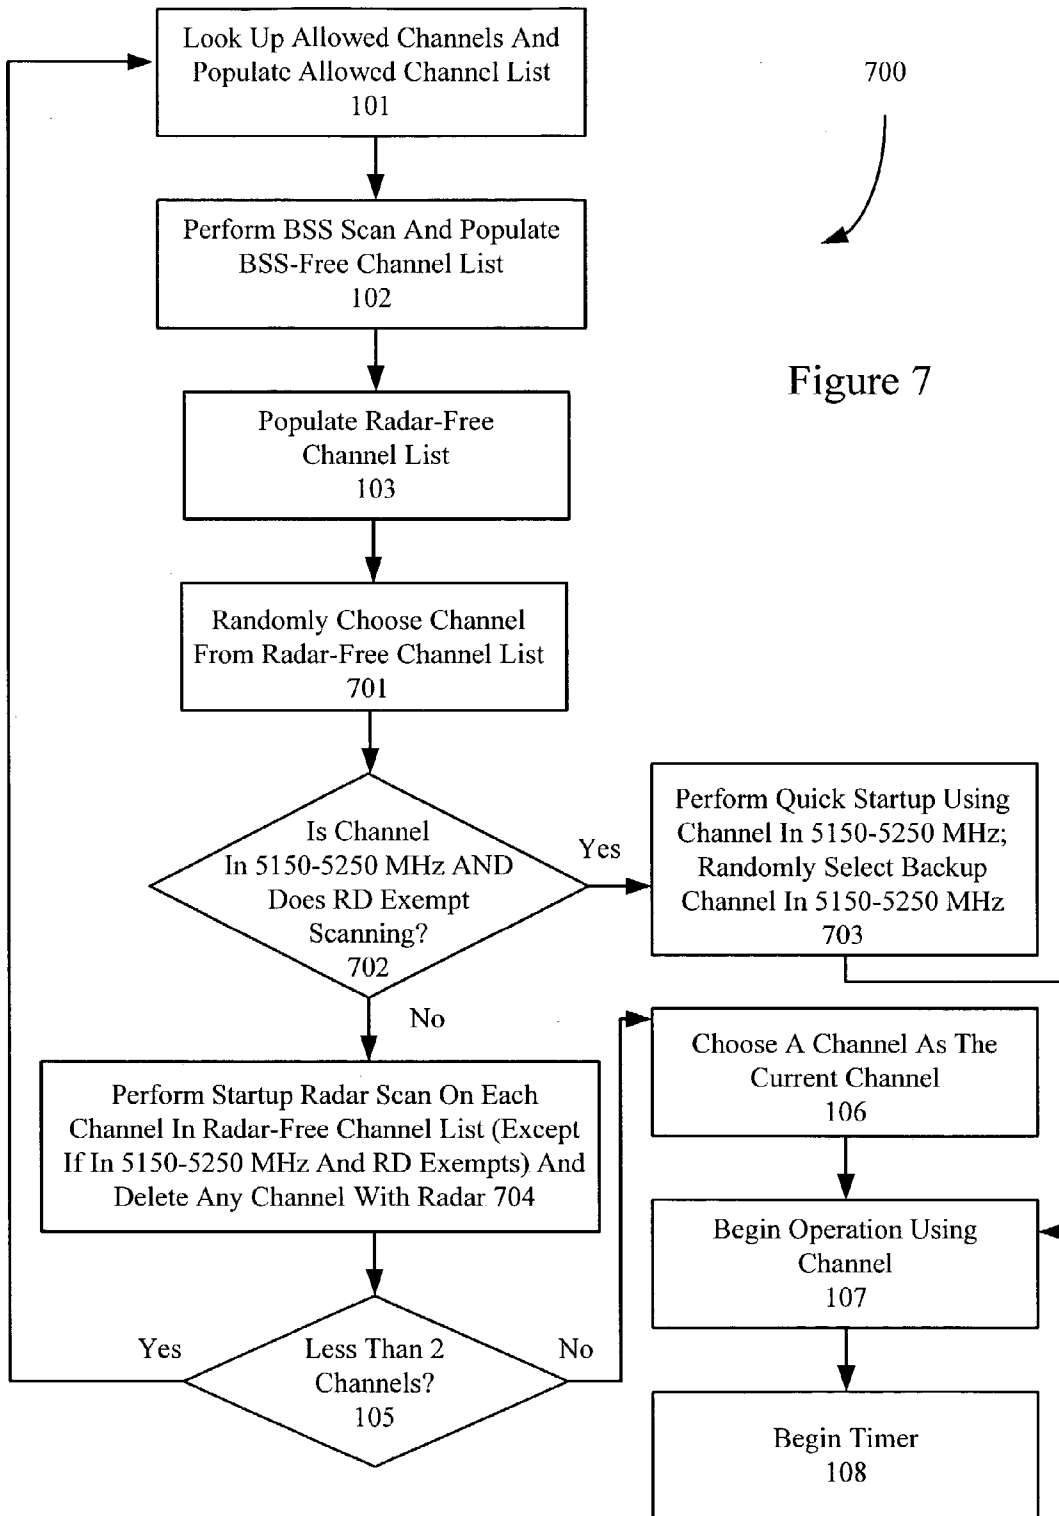 Look Up Allowed Channels And
Populate Allowed Channel List
101
700
Perform BSS Scan And Populate
BSS-Free Channel List
102
Figure 7
Populate Radar-Free
Channel List
103
Randomly Choose Channel
From Radar-Free Channel List
701
Is Channel
In 5150-5250 MHz AND
Does RD Exempt
Scanning?
702
Yes
Perform Quick Startup Using
Channel In 5150-5250 MHz;
Randomly Select Backup
Channel In 5150-5250 MHz
703
No
Perform Startup Radar Scan On Each
Channel In Radar-Free Channel List (Except
If In 5150-5250 MHz And RD Exempts) And
Delete Any Channel With Radar 704
Choose A Channel As The
Current Channel
106
Begin Operation Using
Channel
107
Yes
Less Than 2
Channels?
105
No
Begin Timer
108